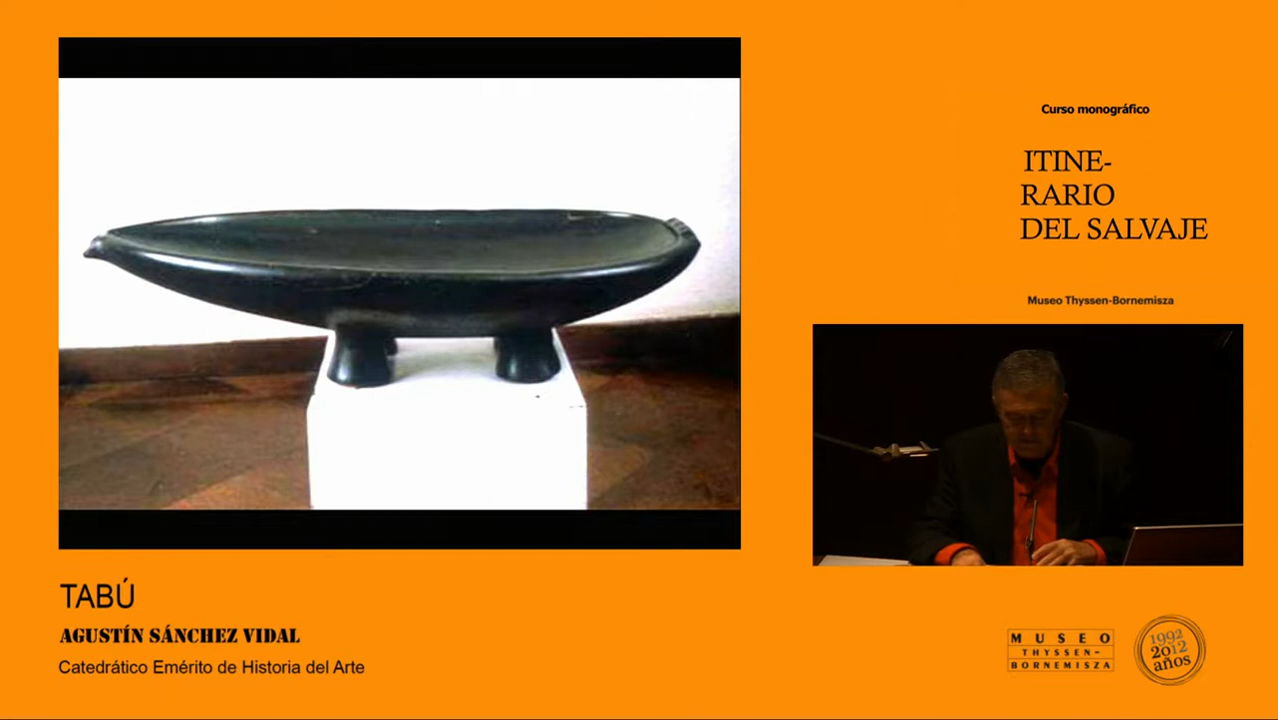 Curso monográfico
ITINE-
RARIO
DEL SALVAJE
Museo Thyssen-Bornemisza
TABÚ
AGUSTÍN SÁNCHEZ VIDAL
Catedrático Emérito de Historia del Arte
MUSEO
THYSSEN-
BORNEMISZA
1992
2012
años